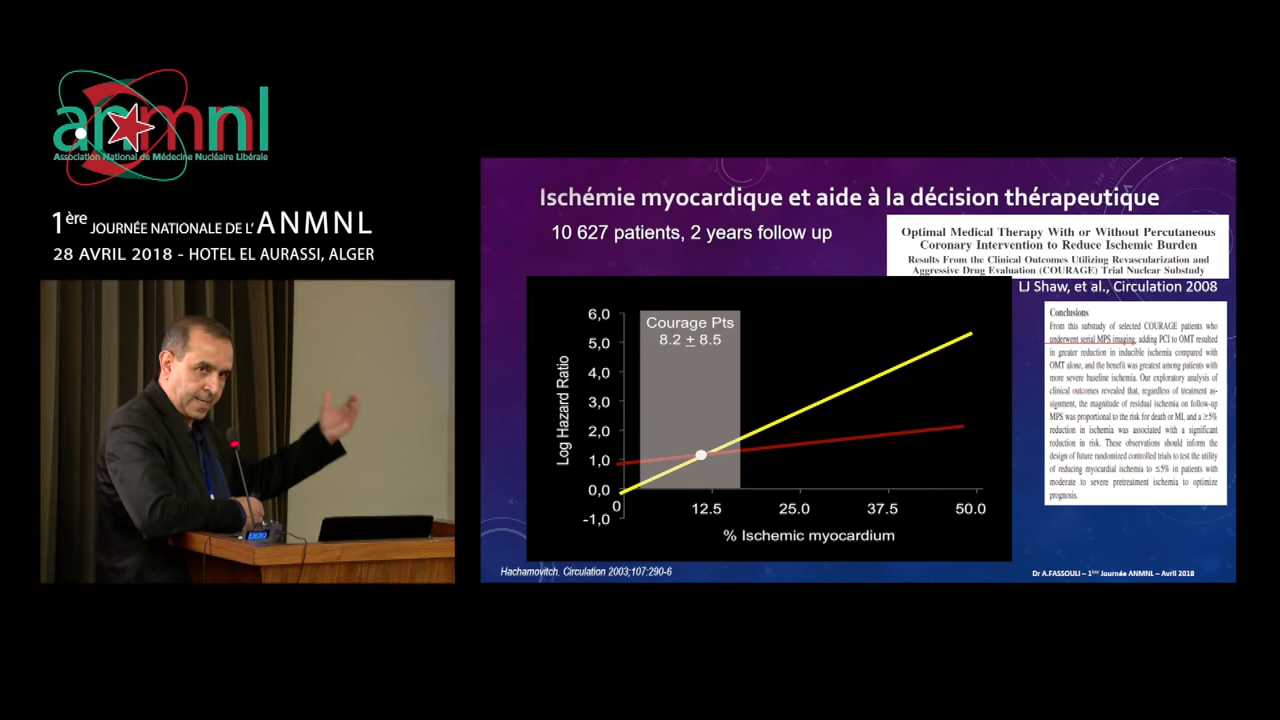 anmnl
Association National de Médecine Nucléaire Libérale
1ère JOURNÉE NATIONALE DE L' ANMNL
28 AVRIL 2018 - HOTEL EL AURASSI, ALGER
Ischémie myocardique et aide à la décision thérapeutique
10 627 patients, 2 years follow up
Optimal Medical Therapy With or Without Percutaneous
Coronary Intervention to Reduce Ischemic Burden
Results From the Clinical Outcomes Utilizing Revascularization and
Aggressive Drug Evaluation (COURAGE) Trial Nuclear Substudy
LJ Shaw, et al., Circulation 2008
Courage Pts
8.2 ± 8.5
Log Hazard Ratio
6,0
5,0
4,0
3,0
2,0
1,0
0,0
-1,0
0 12.5 25.0 37.5 50.0
% Ischemic myocardium
Conclusions
From this substudy of selected COURAGE patients who
underwent serial MPS imaging, adding PCI to OMT resulted
in greater reduction in inducible ischemia compared with
OMT alone, and the benefit was greatest among patients with
more severe baseline ischemia. Our exploratory analysis of
clinical outcomes revealed that, regardless of treatment as-
signment, the magnitude of residual ischemia on follow-up
MPS was proportional to the risk for death or MI, and a ≥5%
reduction in ischemia was associated with a significant
reduction in risk. These observations should inform the
design of future randomized controlled trials to test the utility
of reducing myocardial ischemia to ≤5% in patients with
moderate to severe pretreatment ischemia to optimize
prognosis.
Hachamovitch. Circulation 2003;107:290-6
Dr A.FASSOULI – 1ère Journée ANMNL – Avril 2018